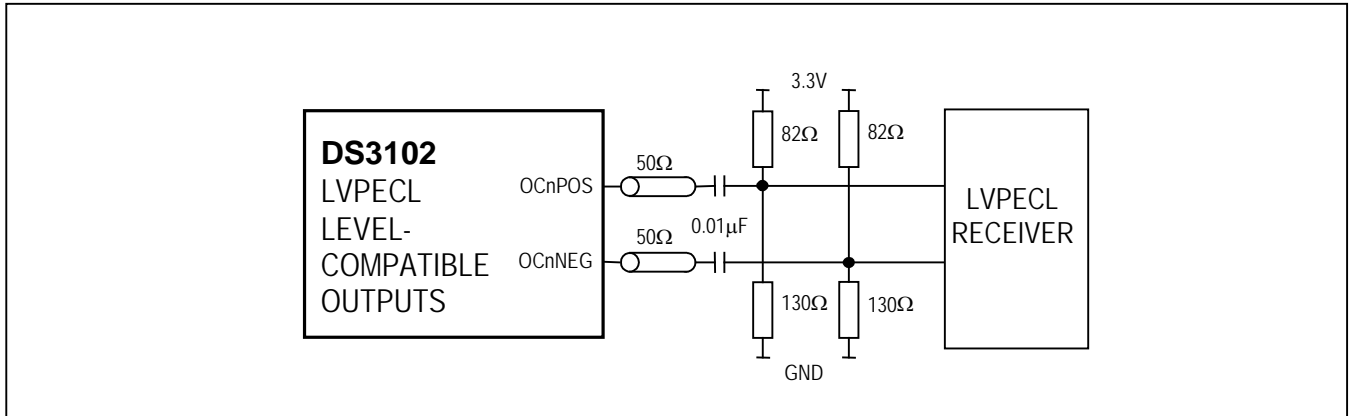 3.3V
82Ω
82Ω
DS3102
LVPECL
LEVEL-
COMPATIBLE
OUTPUTS
OCnPOS
50Ω
OCnNEG
50Ω
0.01μF
LVPECL
RECEIVER
130Ω
130Ω
GND